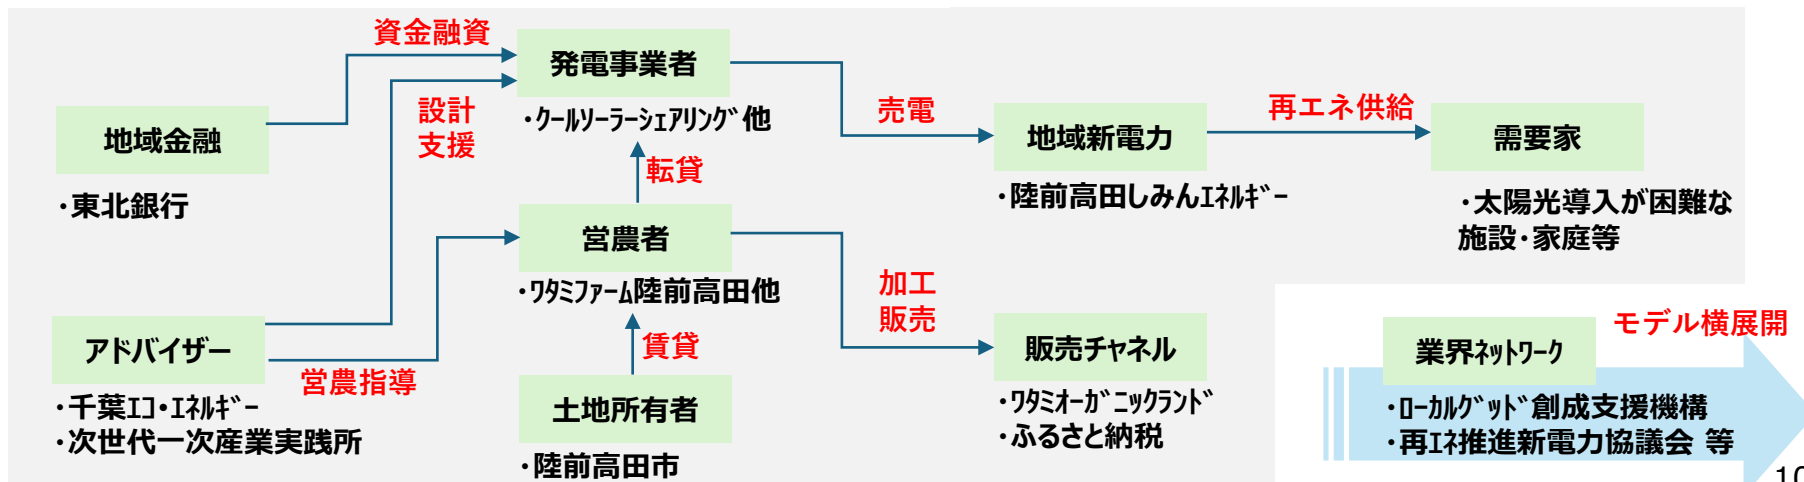 資金融資
発電事業者
・ｸｰﾙｿｰﾗｰｼｪｱﾘﾝｸﾞ他
設計
支援
地域金融
・東北銀行
転貸
売電
地域新電力
・陸前高田しみんｴﾈﾙｷﾞｰ
再エネ供給
需要家
・太陽光導入が困難な
施設・家庭等
営農者
・ﾜﾀﾐﾌｧｰﾑ陸前高田他
加工
販売
アドバイザー
・千葉ｴｺ・ｴﾈﾙｷﾞｰ
・次世代一次産業実践所
営農指導
賃貸
土地所有者
・陸前高田市
販売チャネル
・ﾜﾀﾐｵｰｶﾞﾆｯｸﾗﾝﾄﾞ
・ふるさと納税
モデル横展開
業界ﾈｯﾄﾜｰｸ
・ﾛｰｶﾙｸﾞｯﾄﾞ創成支援機構
・再ｴﾈ推進新電力協議会 等
10